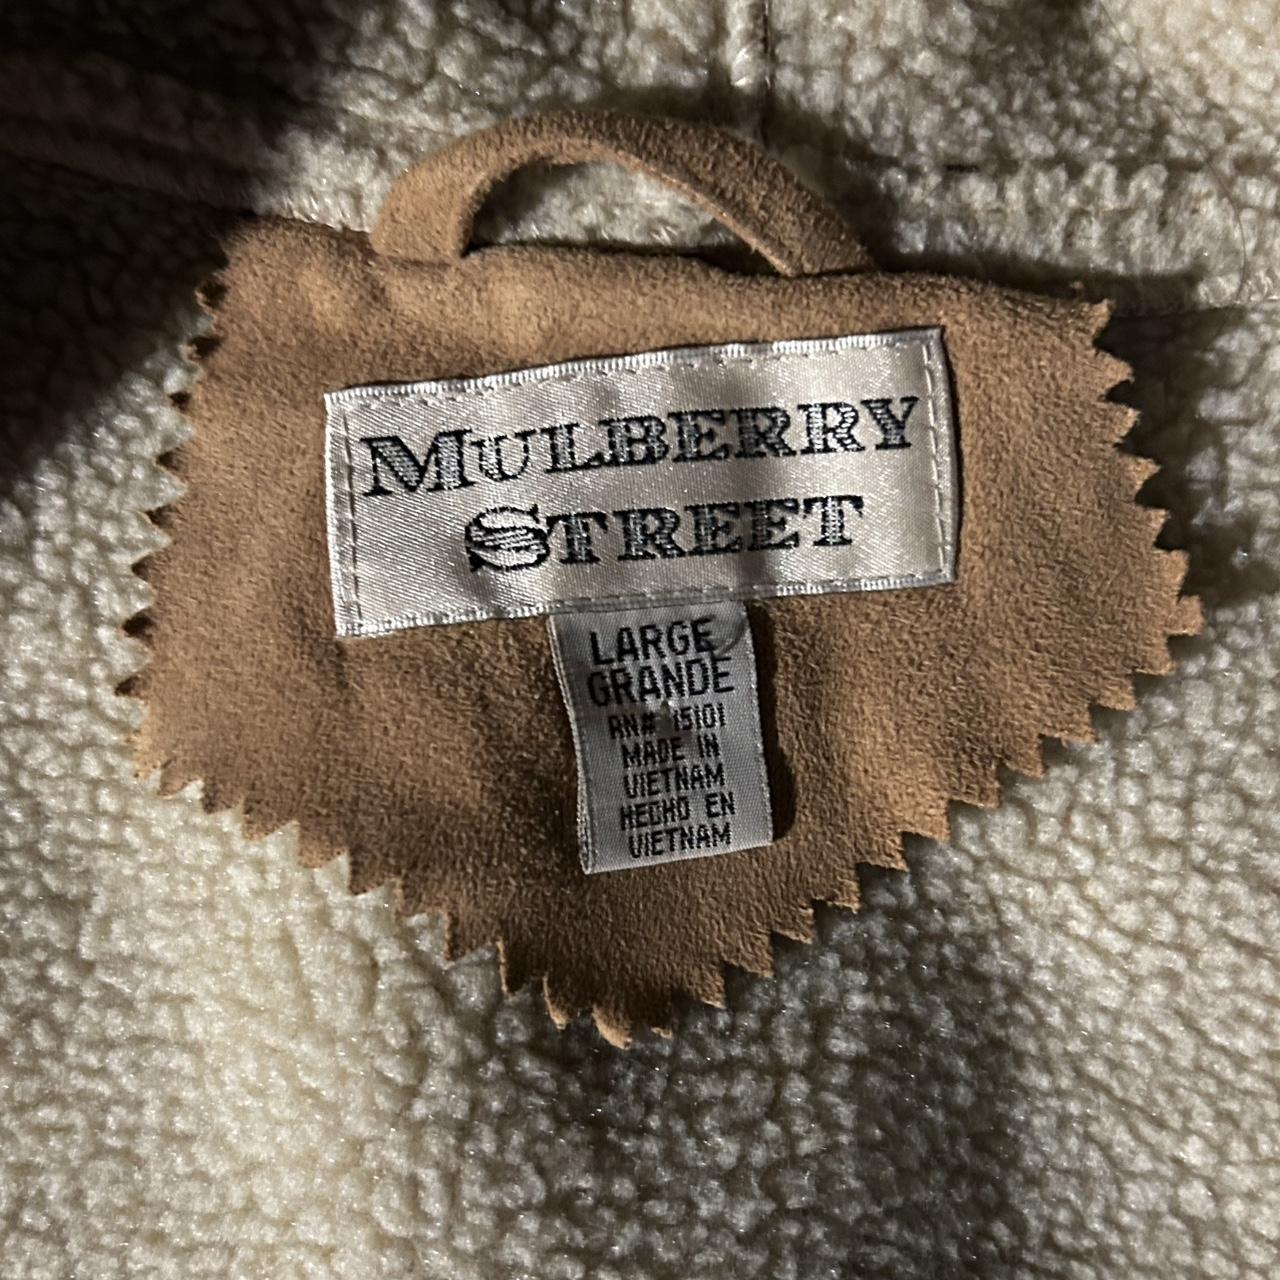 MULBERRY
STREET
LARGE
GRANDE
RN# 15101
MADE IN
VIETNAM
HECHO EN
VIETNAM